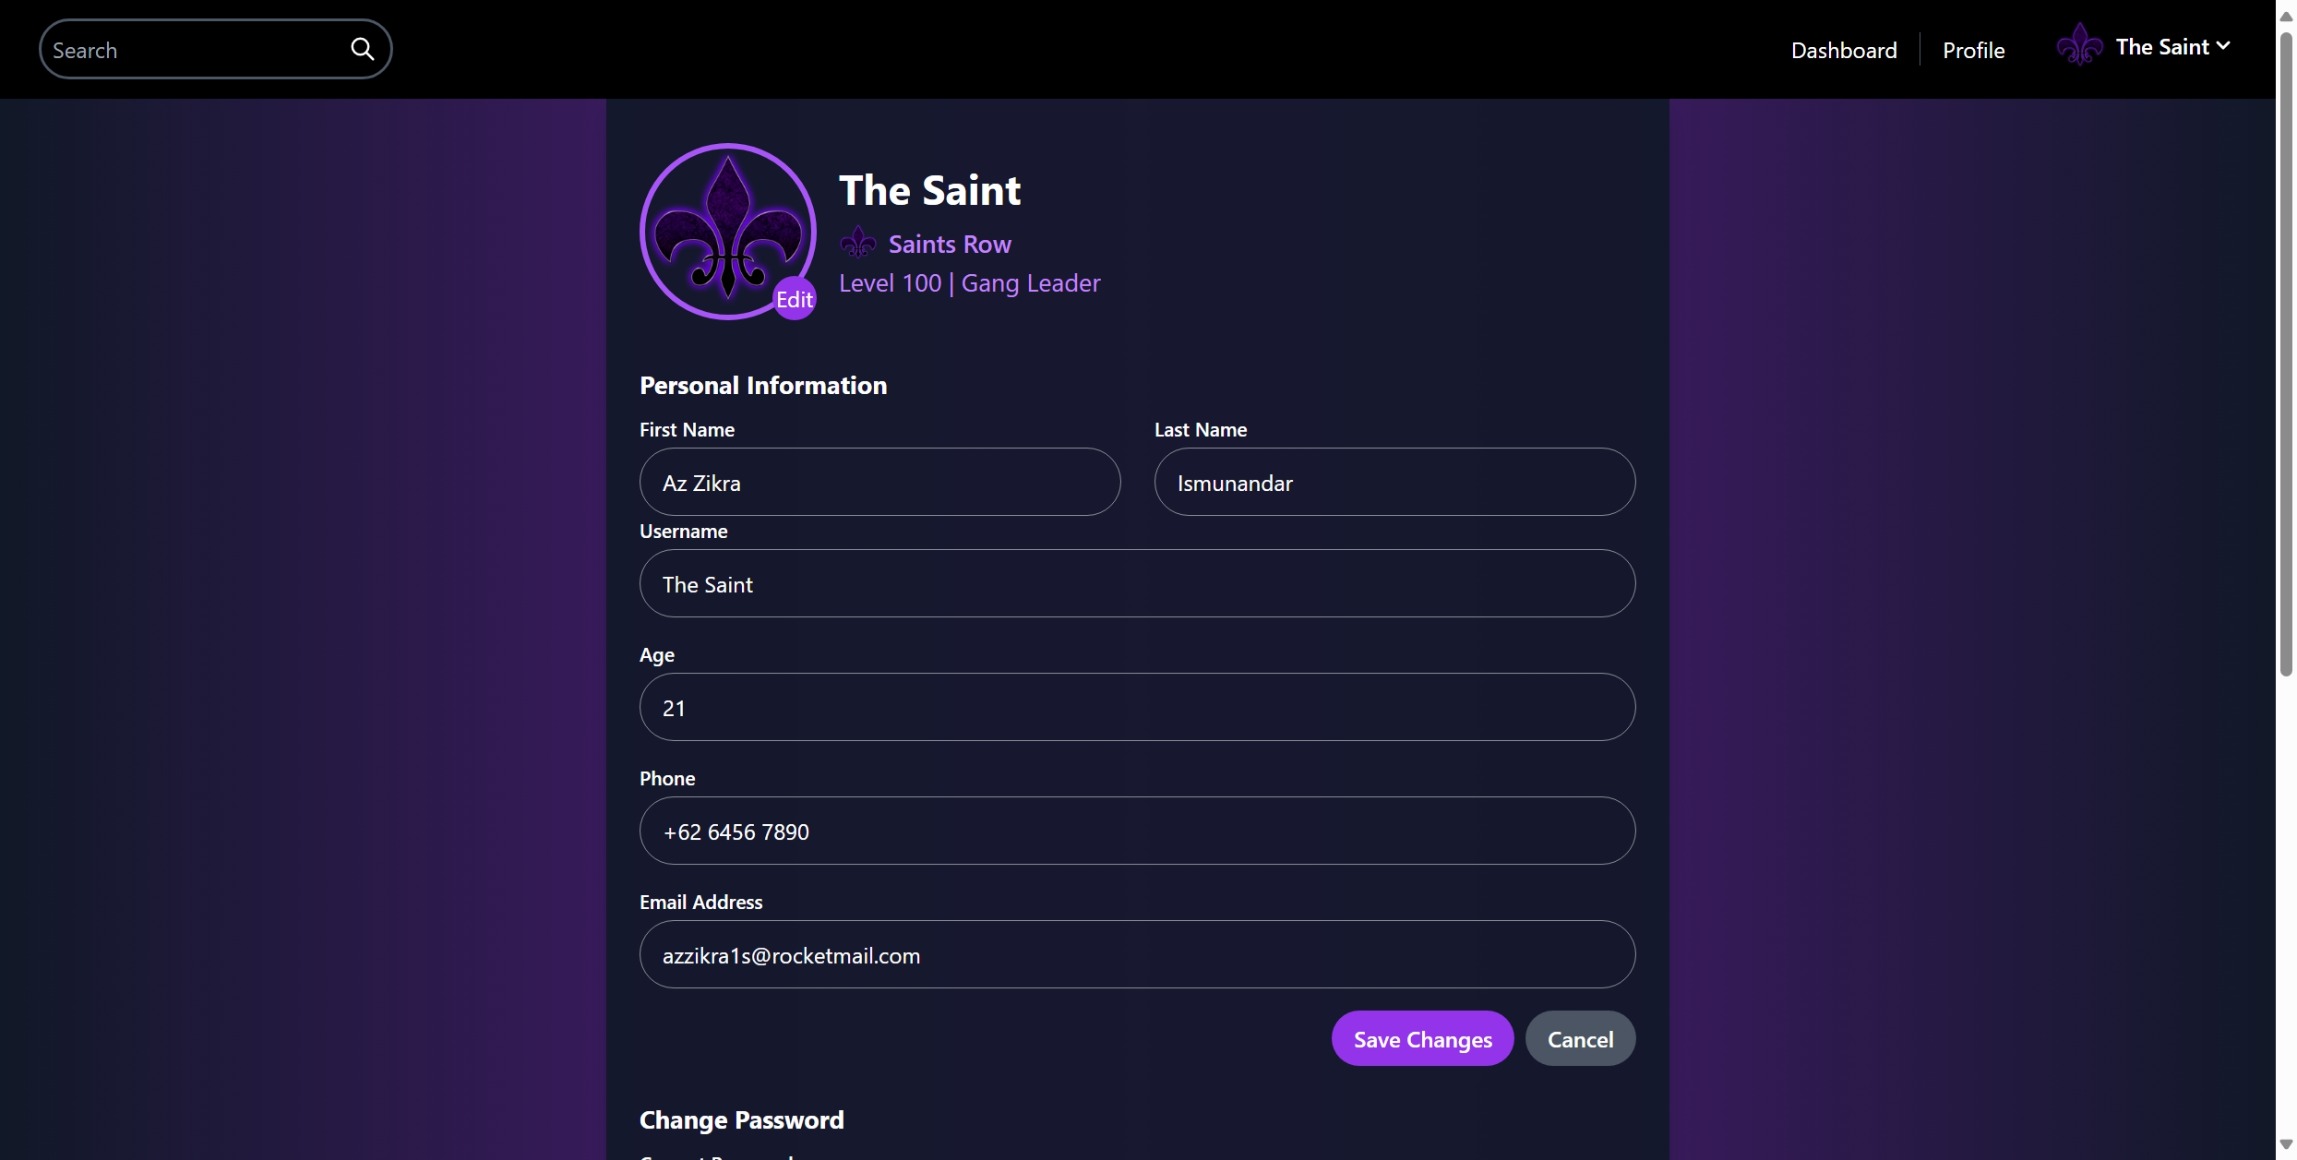 Search
Dashboard
Profile
The Saint
The Saint
Saints Row
Level 100 | Gang Leader
Edit
Personal Information
First Name
Last Name
Az Zikra
Ismunandar
Username
The Saint
Age
21
Phone
+62 6456 7890
Email Address
azzikra1s@rocketmail.com
Save Changes
Cancel
Change Password